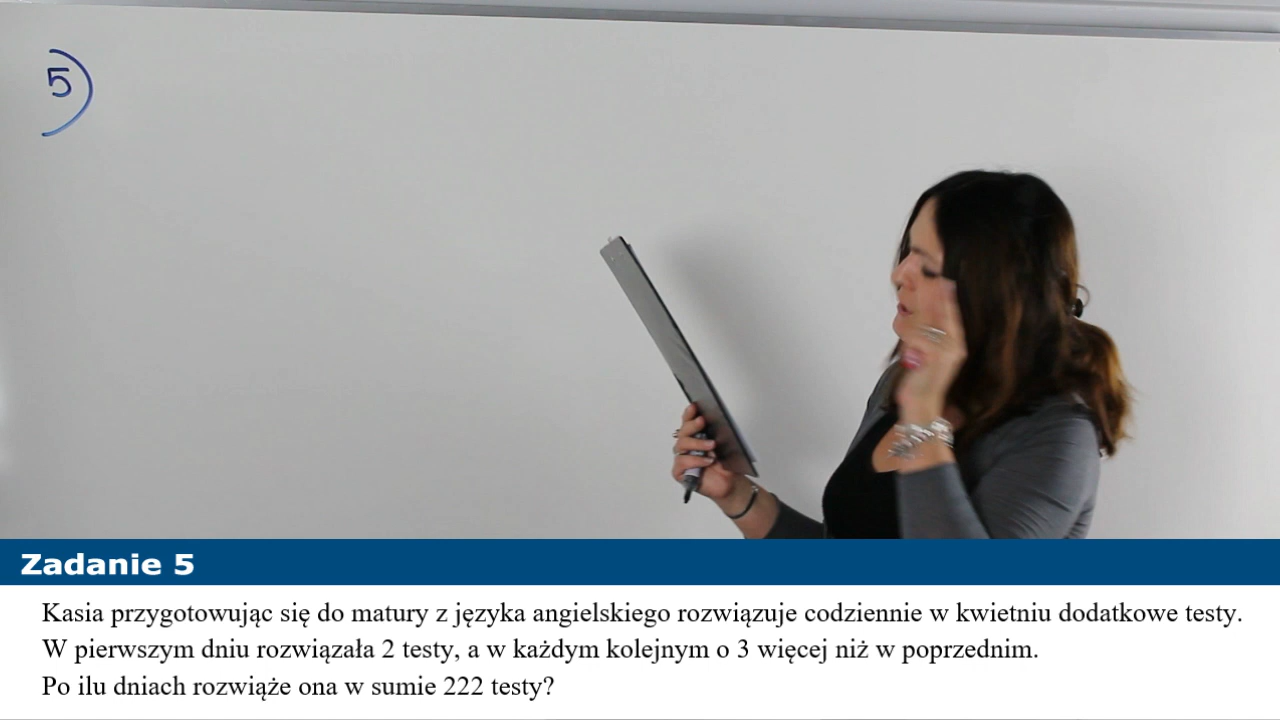 5)
Zadanie 5
Kasia przygotowując się do matury z języka angielskiego rozwiązuje codziennie w kwietniu dodatkowe testy.
W pierwszym dniu rozwiązała 2 testy, a w każdym kolejnym o 3 więcej niż w poprzednim.
Po ilu dniach rozwiąże ona w sumie 222 testy?